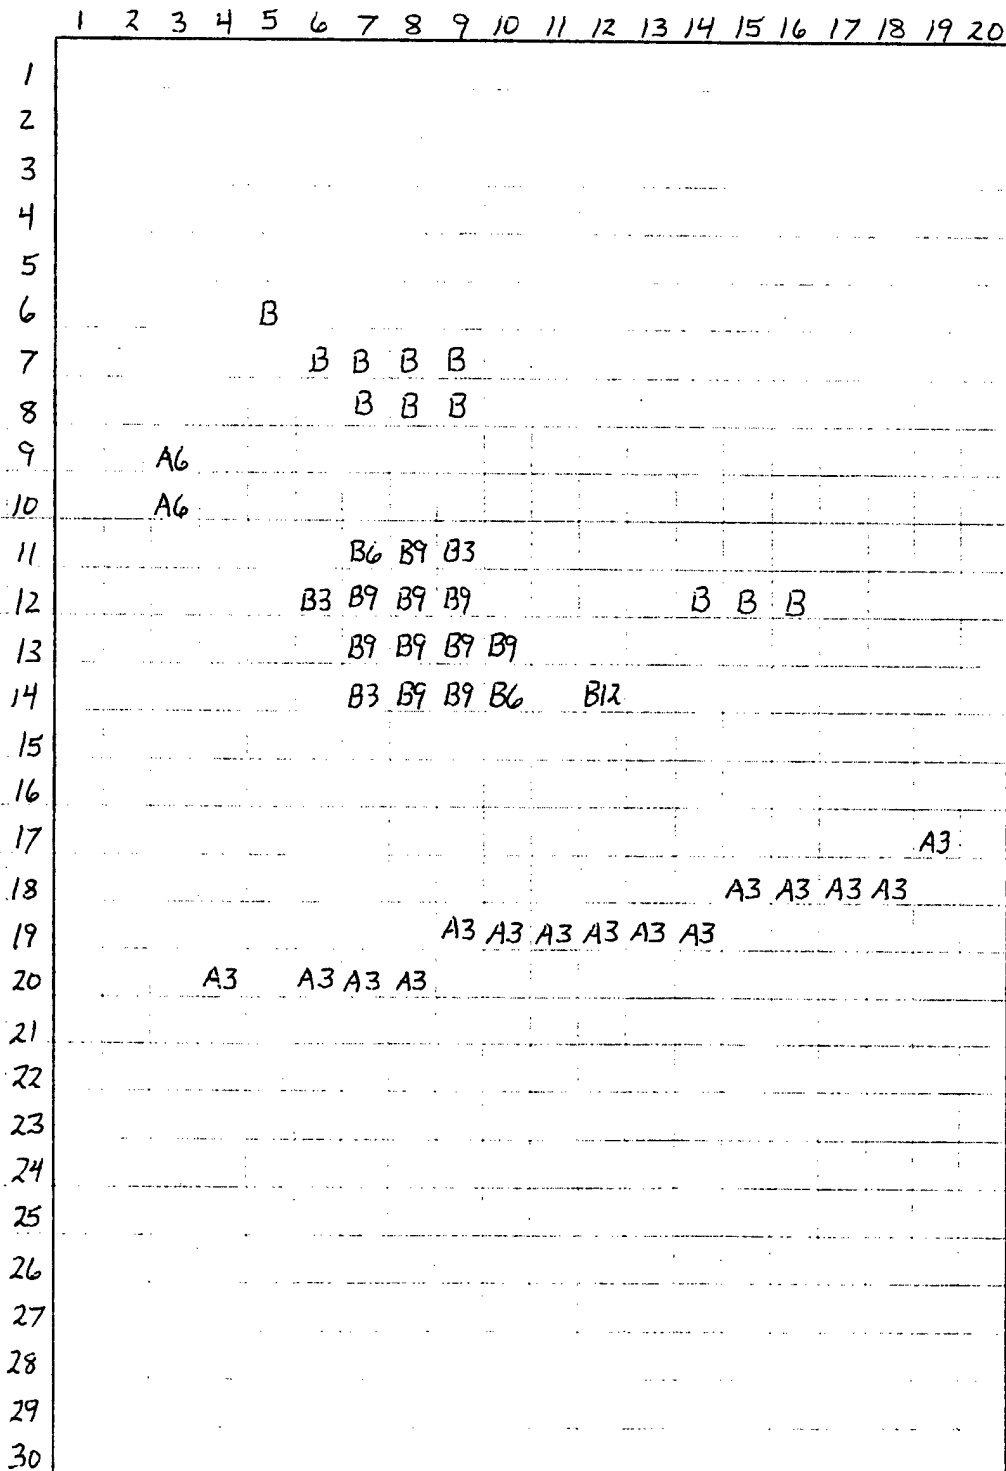 1 2 3 4 5 6 7 8 9 10 11 12 13 14 15 16 17 18 19 20
1
2
3
4
5
6 B
7 B B B B
8 B B B
9 A6
10 A6
11 B6 B9 B3
12 B3 B9 B9 B9 B B B
13 B9 B9 B9 B9
14 B3 B9 B9 B6 B12
15
16
17 A3
18 A3 A3 A3 A3
19 A3 A3 A3 A3 A3 A3
20 A3 A3 A3 A3
21
22
23
24
25
26
27
28
29
30